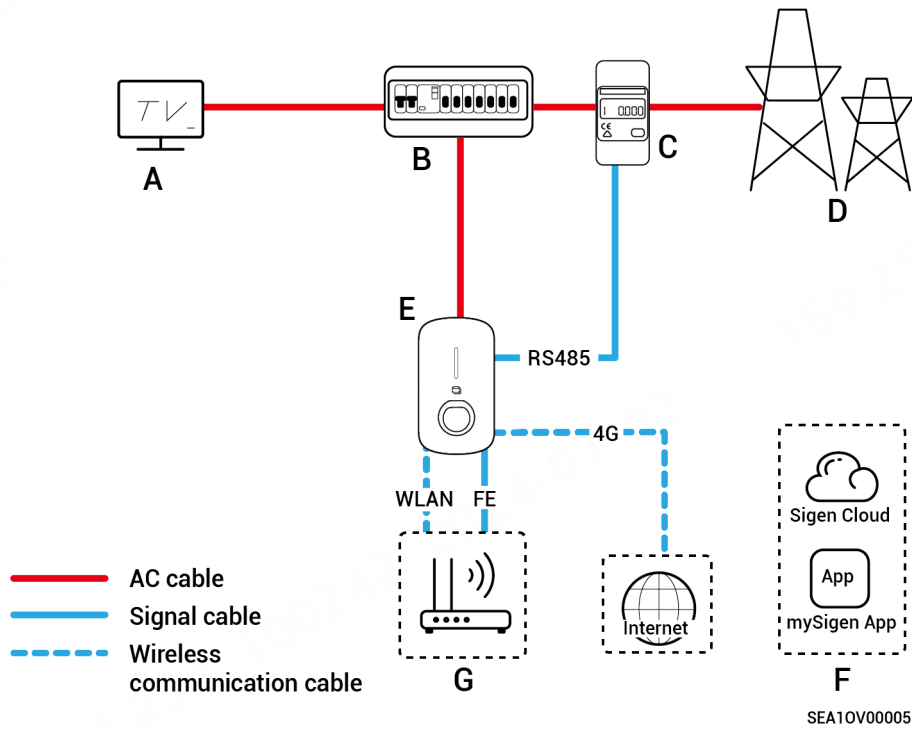 TV
I 0.000
CE
A
B
C
D
E
RS485
4G
WLAN FE
Sigen Cloud
App
mySigen App
Internet
AC cable
Signal cable
Wireless
communication cable
G
F
SEA1OV00005